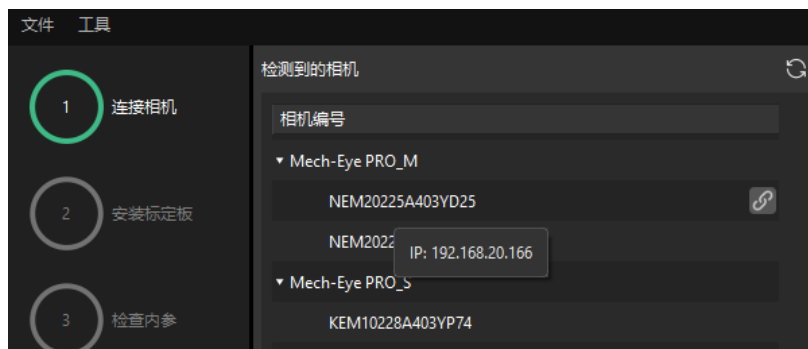 文件 工具
检测到的相机
1 连接相机
相机编号
Mech-Eye PRO_M
NEM20225A403YD25
2 安装标定板
NEM2022
IP: 192.168.20.166
Mech-Eye PRO_S
3 检查内参
KEM10228A403YP74